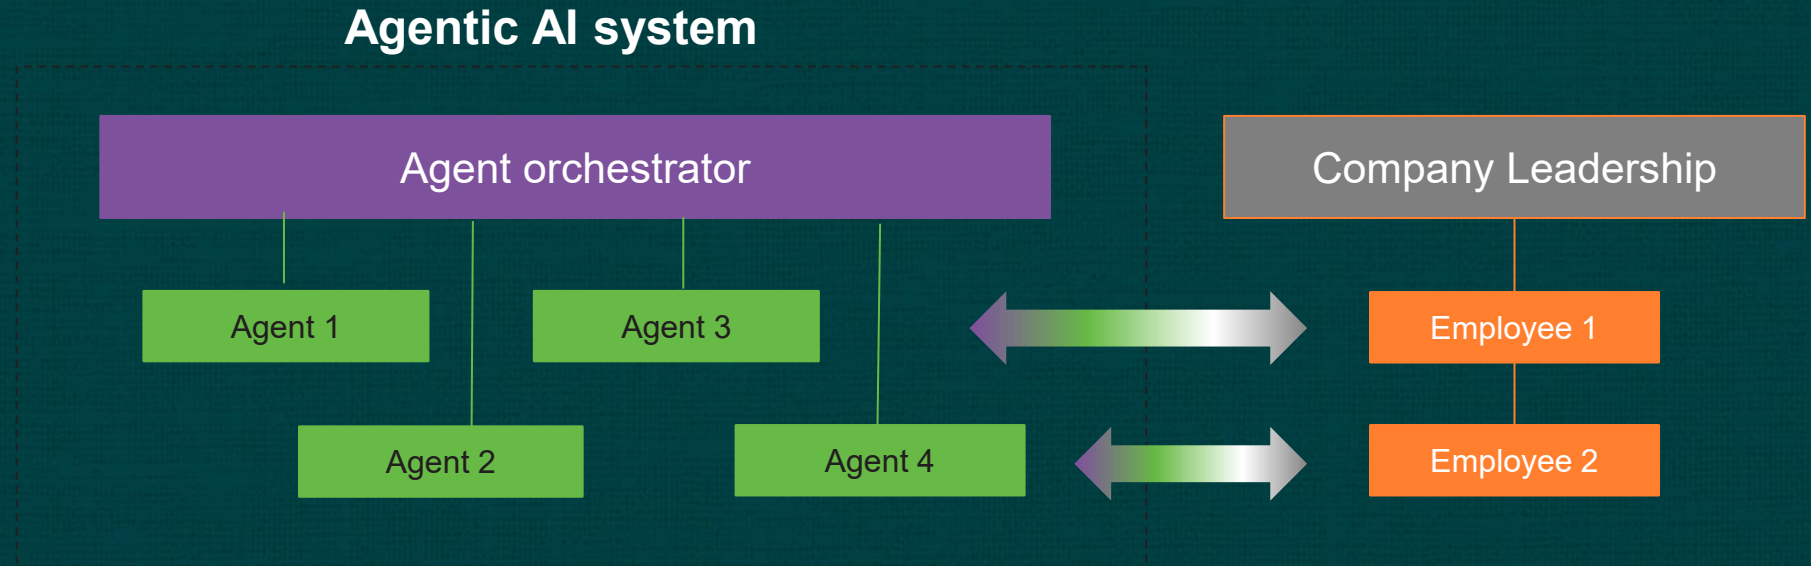 Agentic AI system
Agent orchestrator
Company Leadership
Agent 1
Agent 3
Employee 1
Agent 2
Agent 4
Employee 2